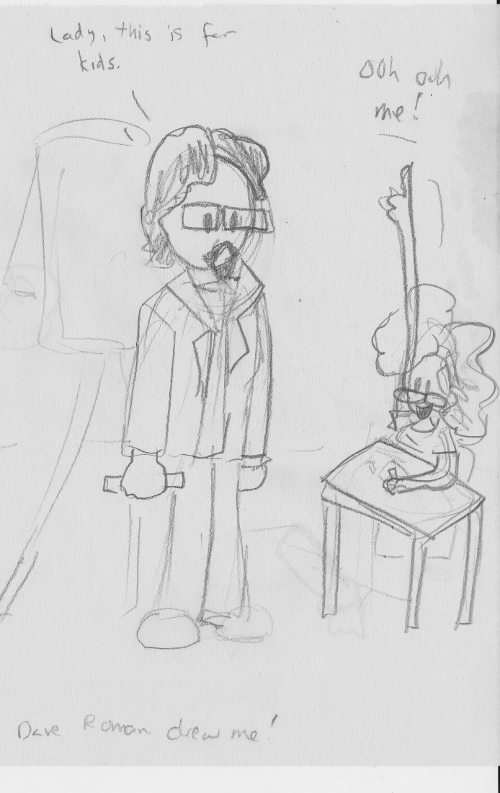 Lady, this is for
kids.
Ooh ooh
me!
Dave Roman drew me!